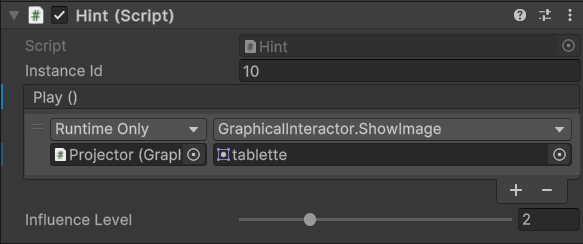 Hint (Script)
Script Hint
Instance Id 10
Play ()
Runtime Only GraphicalInteractor.ShowImage
Projector (Grapl tablette
Influence Level 2